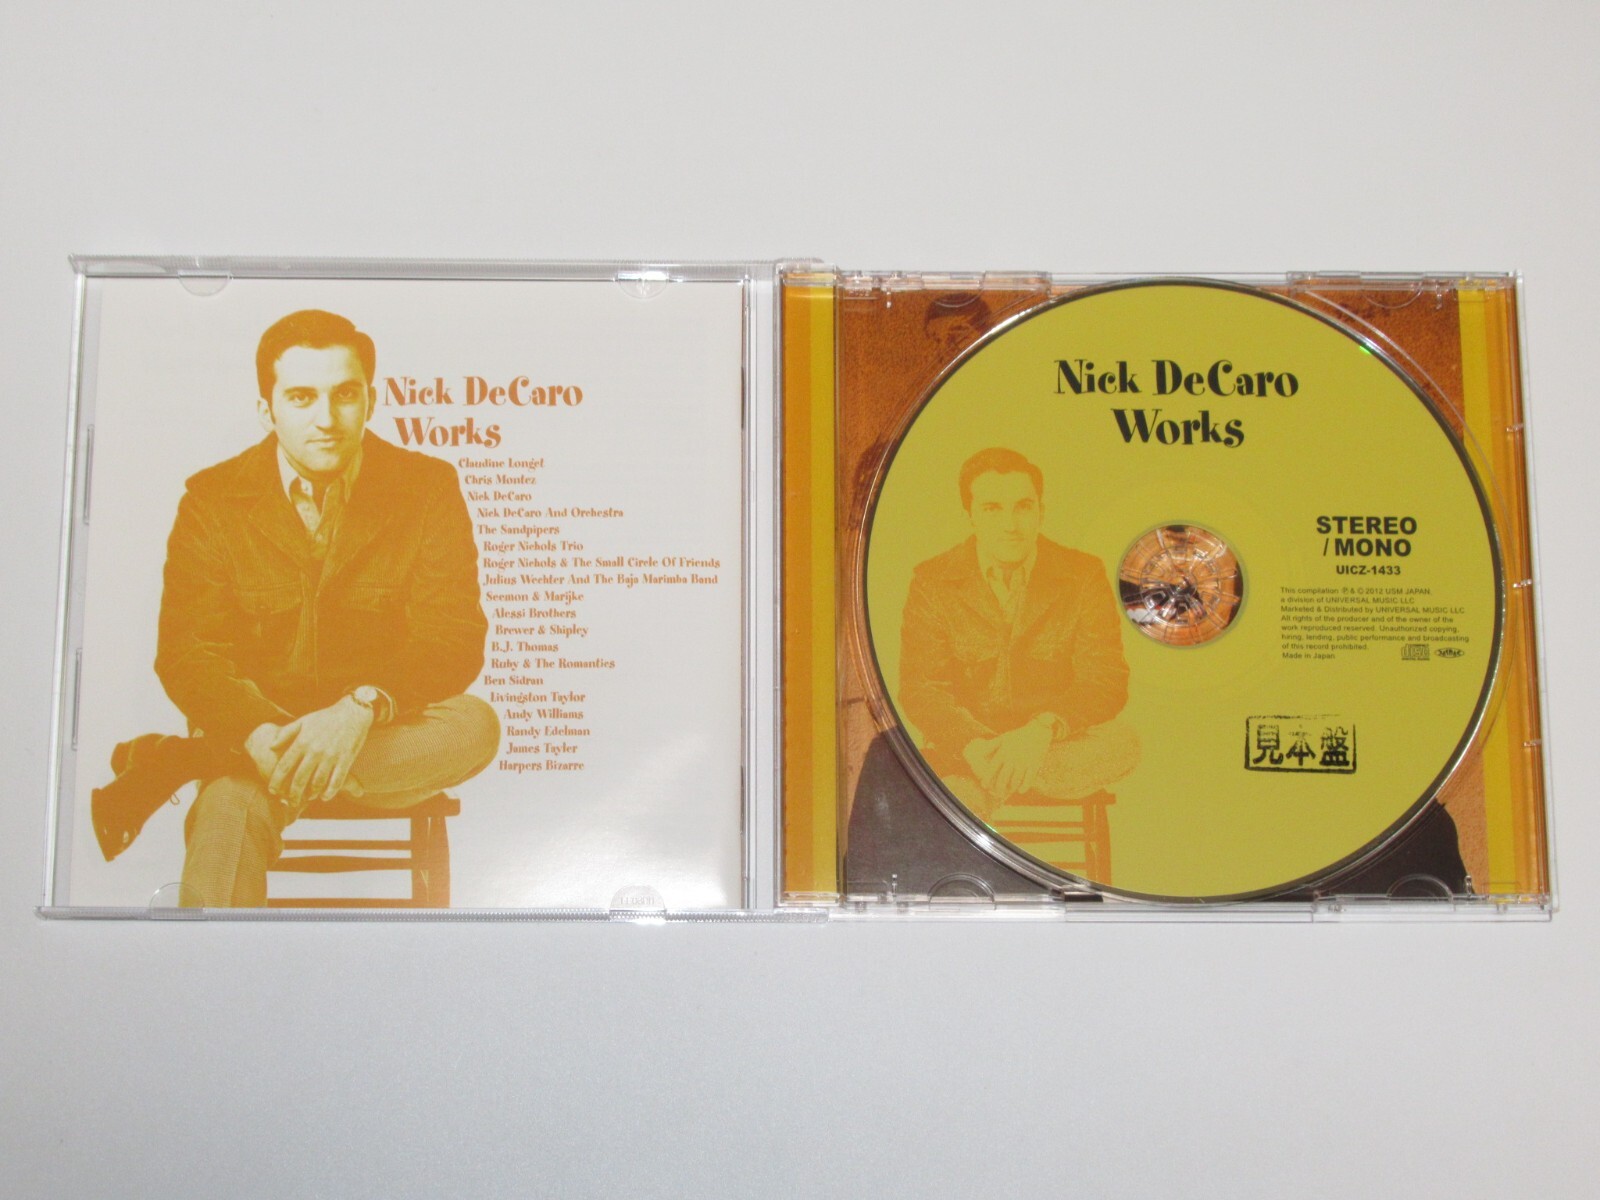 Nick DeCaro
Works
Claudine Longet
Chris Montez
Nick DeCaro
Nick DeCaro And Orchestra
The Sandpipers
Roger Nichols Trio
Roger Nichols & The Small Circle Of Friends
Julius Wechter And The Baja Marimba Band
Seemon & Marijke
Alessi Brothers
Brewer & Shipley
B.J. Thomas
Ruby & The Romantics
Ben Sidran
Livingston Taylor
Andy Williams
Randy Edelman
James Taylor
Harpers Bizarre
Nick DeCaro
Works
STEREO
/ MONO
UICZ-1433
This compilation ℗ & © 2012 USM JAPAN,
a division of UNIVERSAL MUSIC LLC
Marketed & Distributed by UNIVERSAL MUSIC LLC
All rights of the producer and of the owner of the
work reproduced reserved. Unauthorized copying,
hiring, lending, public performance and broadcasting
of this record prohibited.
Made in Japan
見本盤